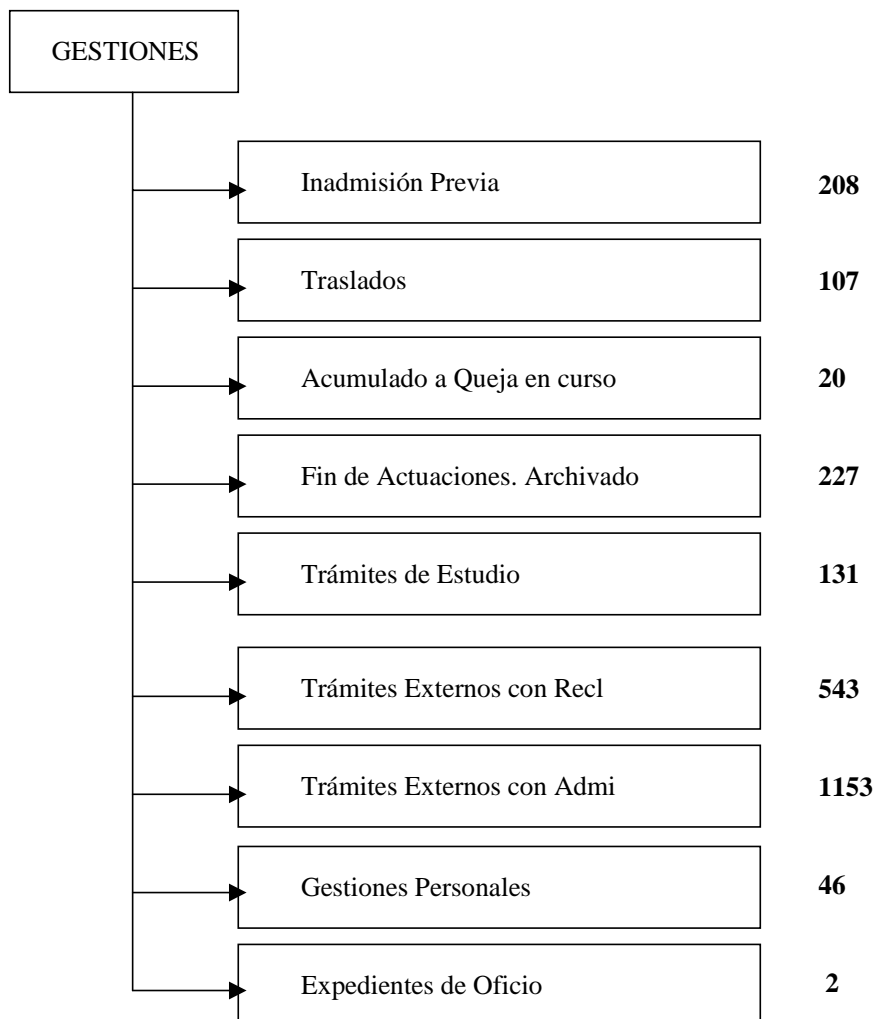 GESTIONES
Inadmisión Previa 208
Traslados 107
Acumulado a Queja en curso 20
Fin de Actuaciones. Archivado 227
Trámites de Estudio 131
Trámites Externos con Recl 543
Trámites Externos con Admi 1153
Gestiones Personales 46
Expedientes de Oficio 2